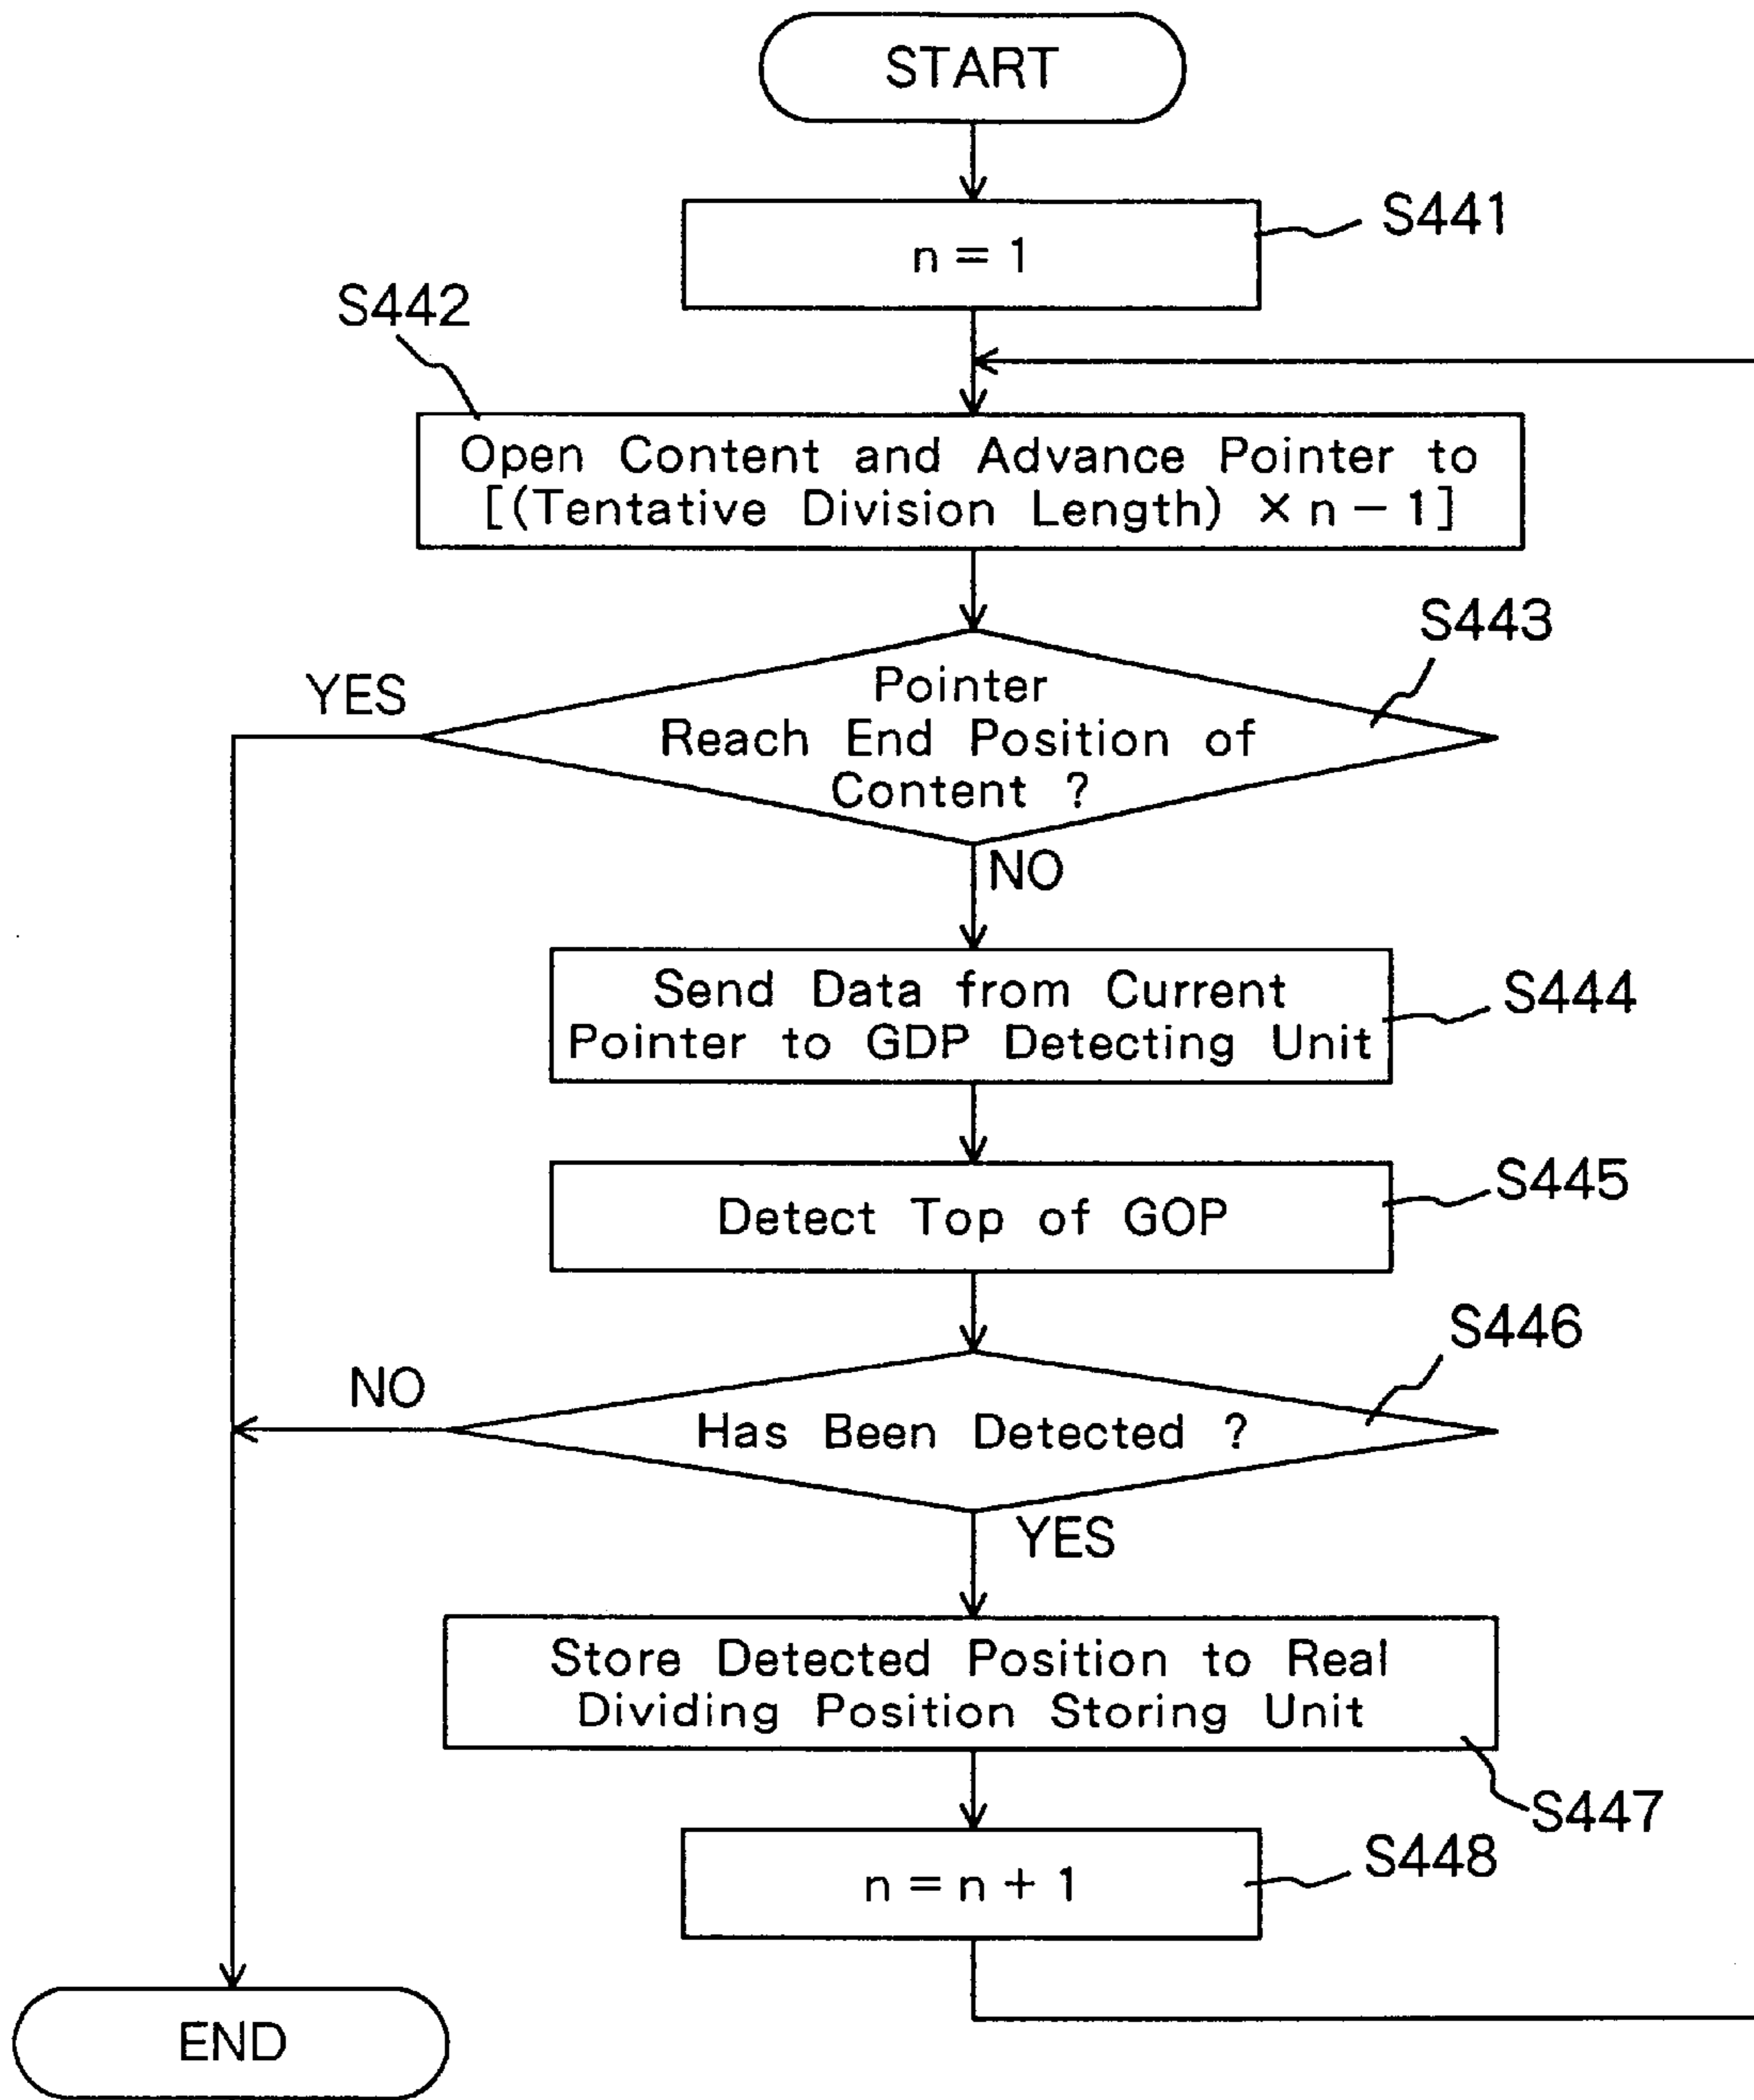 START
S441
n = 1
S442
Open Content and Advance Pointer to
[(Tentative Division Length) × n − 1]
S443
YES
Pointer
Reach End Position of
Content ?
NO
Send Data from Current
Pointer to GDP Detecting Unit
S444
S445
Detect Top of GOP
S446
NO
Has Been Detected ?
YES
Store Detected Position to Real
Dividing Position Storing Unit
S447
S448
n = n + 1
END